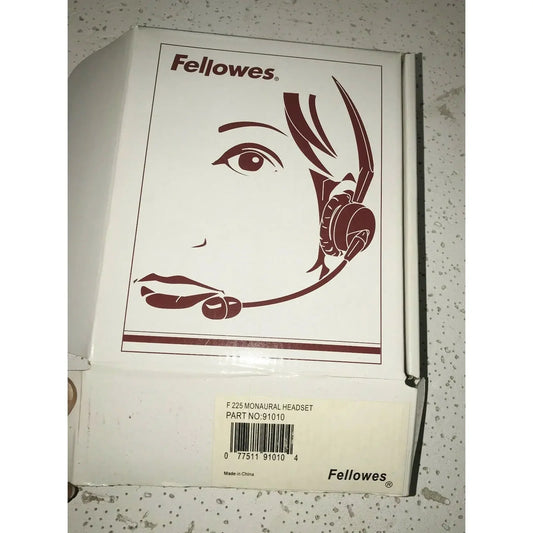 Fellowes®
F 225 MONAURAL HEADSET
PART NO:91010
0 77511 91010 4
Made in China
Fellowes®